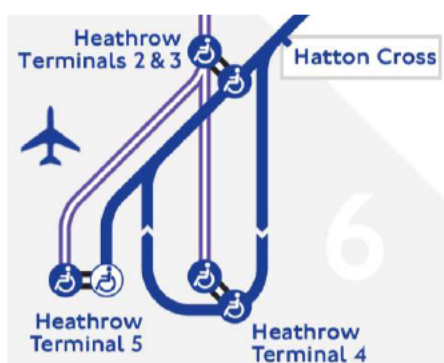 Heathrow
Terminals 2 & 3
Hatton Cross
6
Heathrow
Terminal 5
Heathrow
Terminal 4